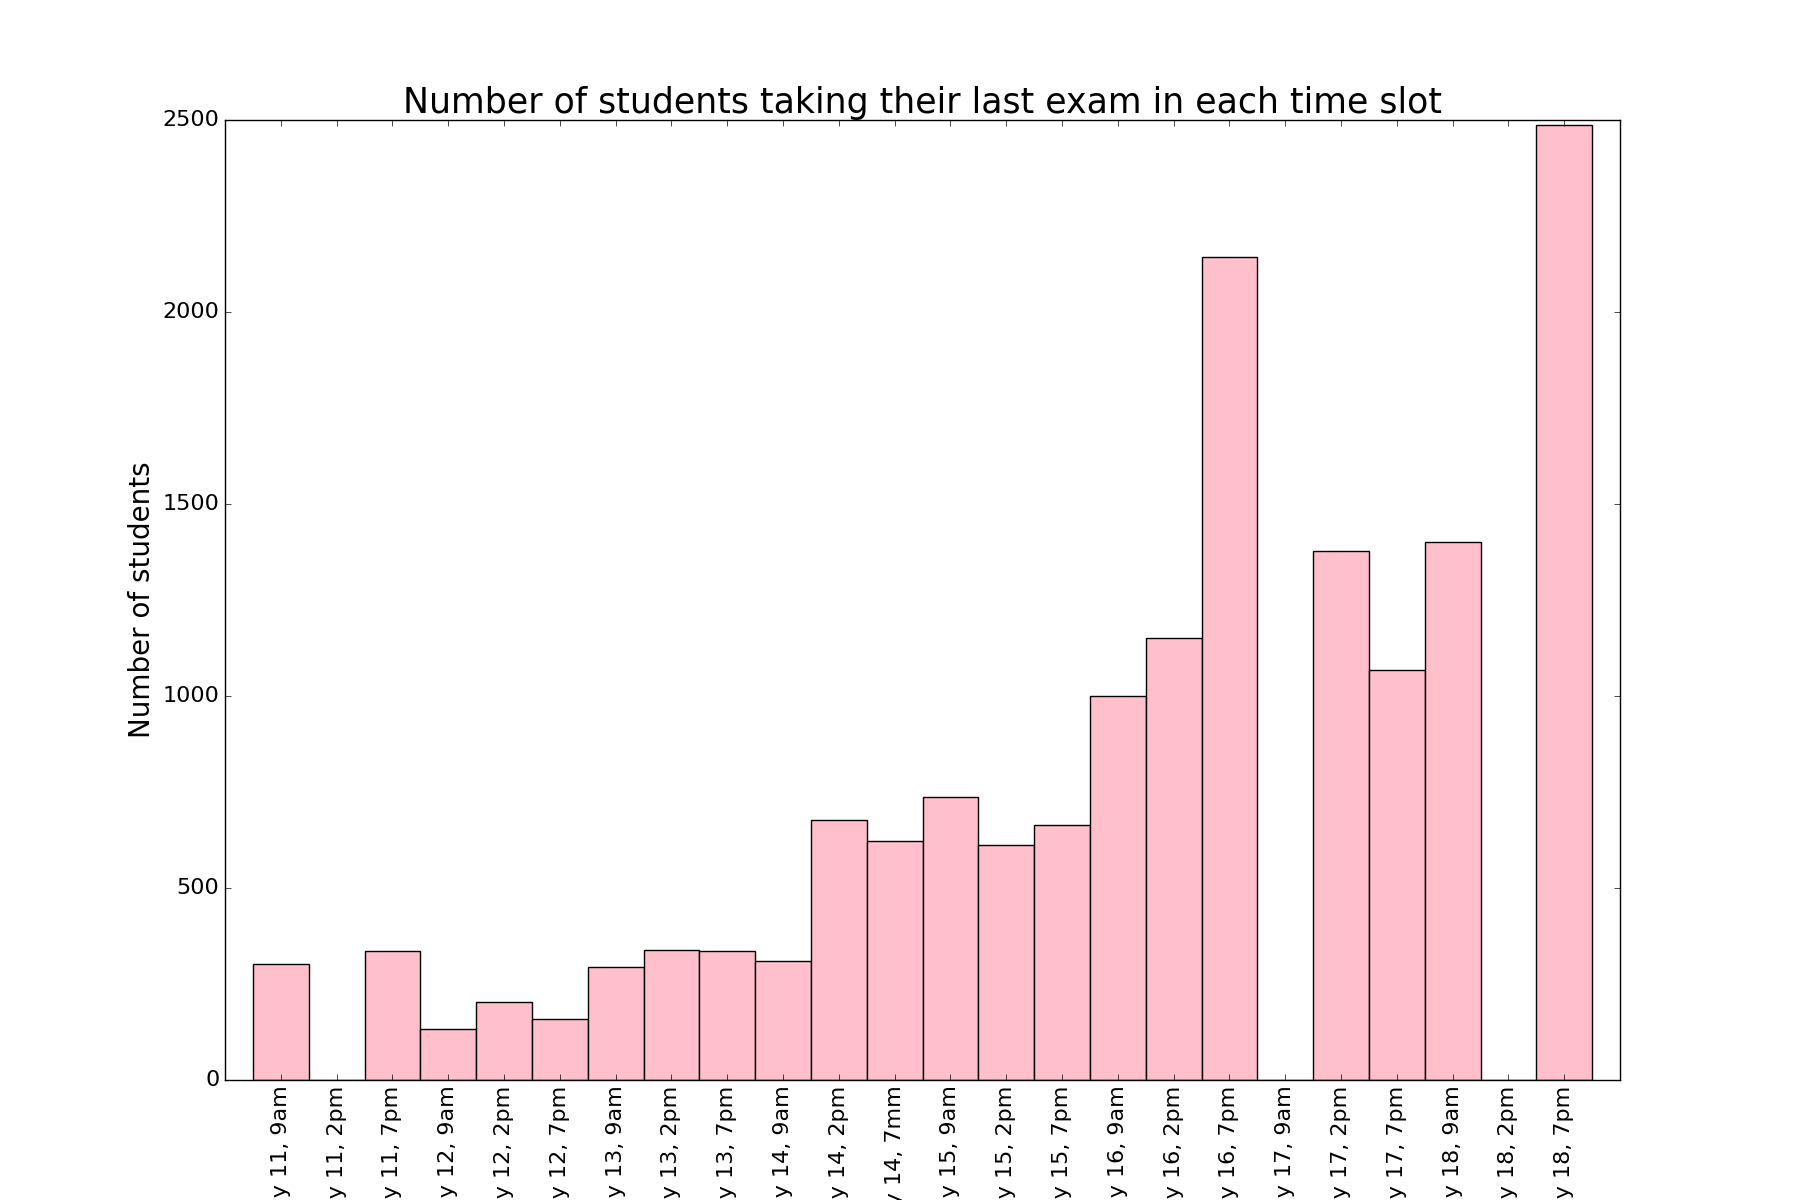 Number of students taking their last exam in each time slot
Number of students
2500
2000
1500
1000
500
0
y 11, 9am
y 11, 2pm
y 11, 7pm
y 12, 9am
y 12, 2pm
y 12, 7pm
y 13, 9am
y 13, 2pm
y 13, 7pm
y 14, 9am
y 14, 2pm
y 14, 7mm
y 15, 9am
y 15, 2pm
y 15, 7pm
y 16, 9am
y 16, 2pm
y 16, 7pm
y 17, 9am
y 17, 2pm
y 17, 7pm
y 18, 9am
y 18, 2pm
y 18, 7pm